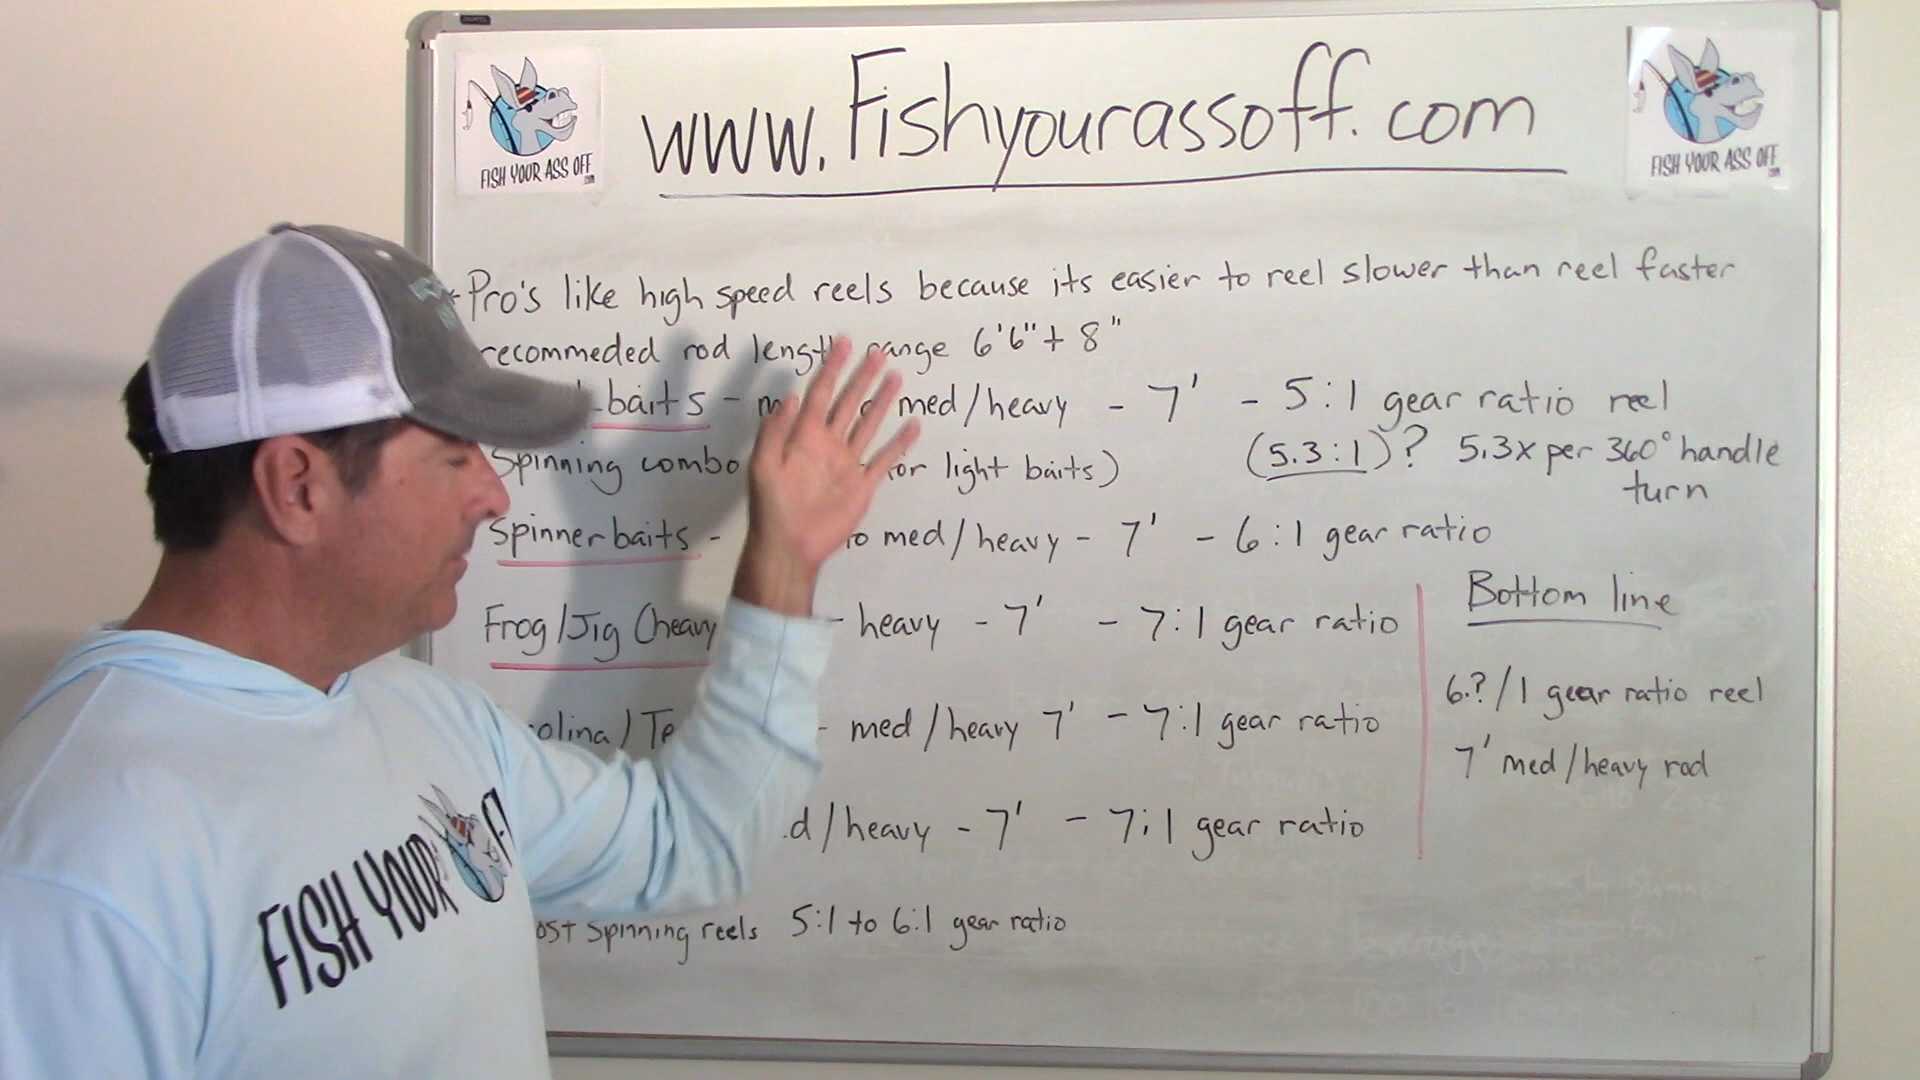 www.Fishyourassoff.com
FISH YOUR ASS OFF
.com
FISH YOUR ASS OFF
Pro's like high speed reels because its easier to reel slower than reel faster
recommeded rod length range 6'6" + 8"
baits - med/heavy - 7' - 5:1 gear ratio reel
Spinning combo light baits) (5.3:1)? 5.3x per 360° handle
turn
Spinnerbaits - med/heavy - 7' - 6:1 gear ratio
Frog/Jig (heavy - heavy - 7' - 7:1 gear ratio
- med/heavy 7' - 7:1 gear ratio
/heavy - 7' - 7:1 gear ratio
spinning reels 5:1 to 6:1 gear ratio
Bottom line
6.?/1 gear ratio reel
7' med/heavy rod
FISH YOUR